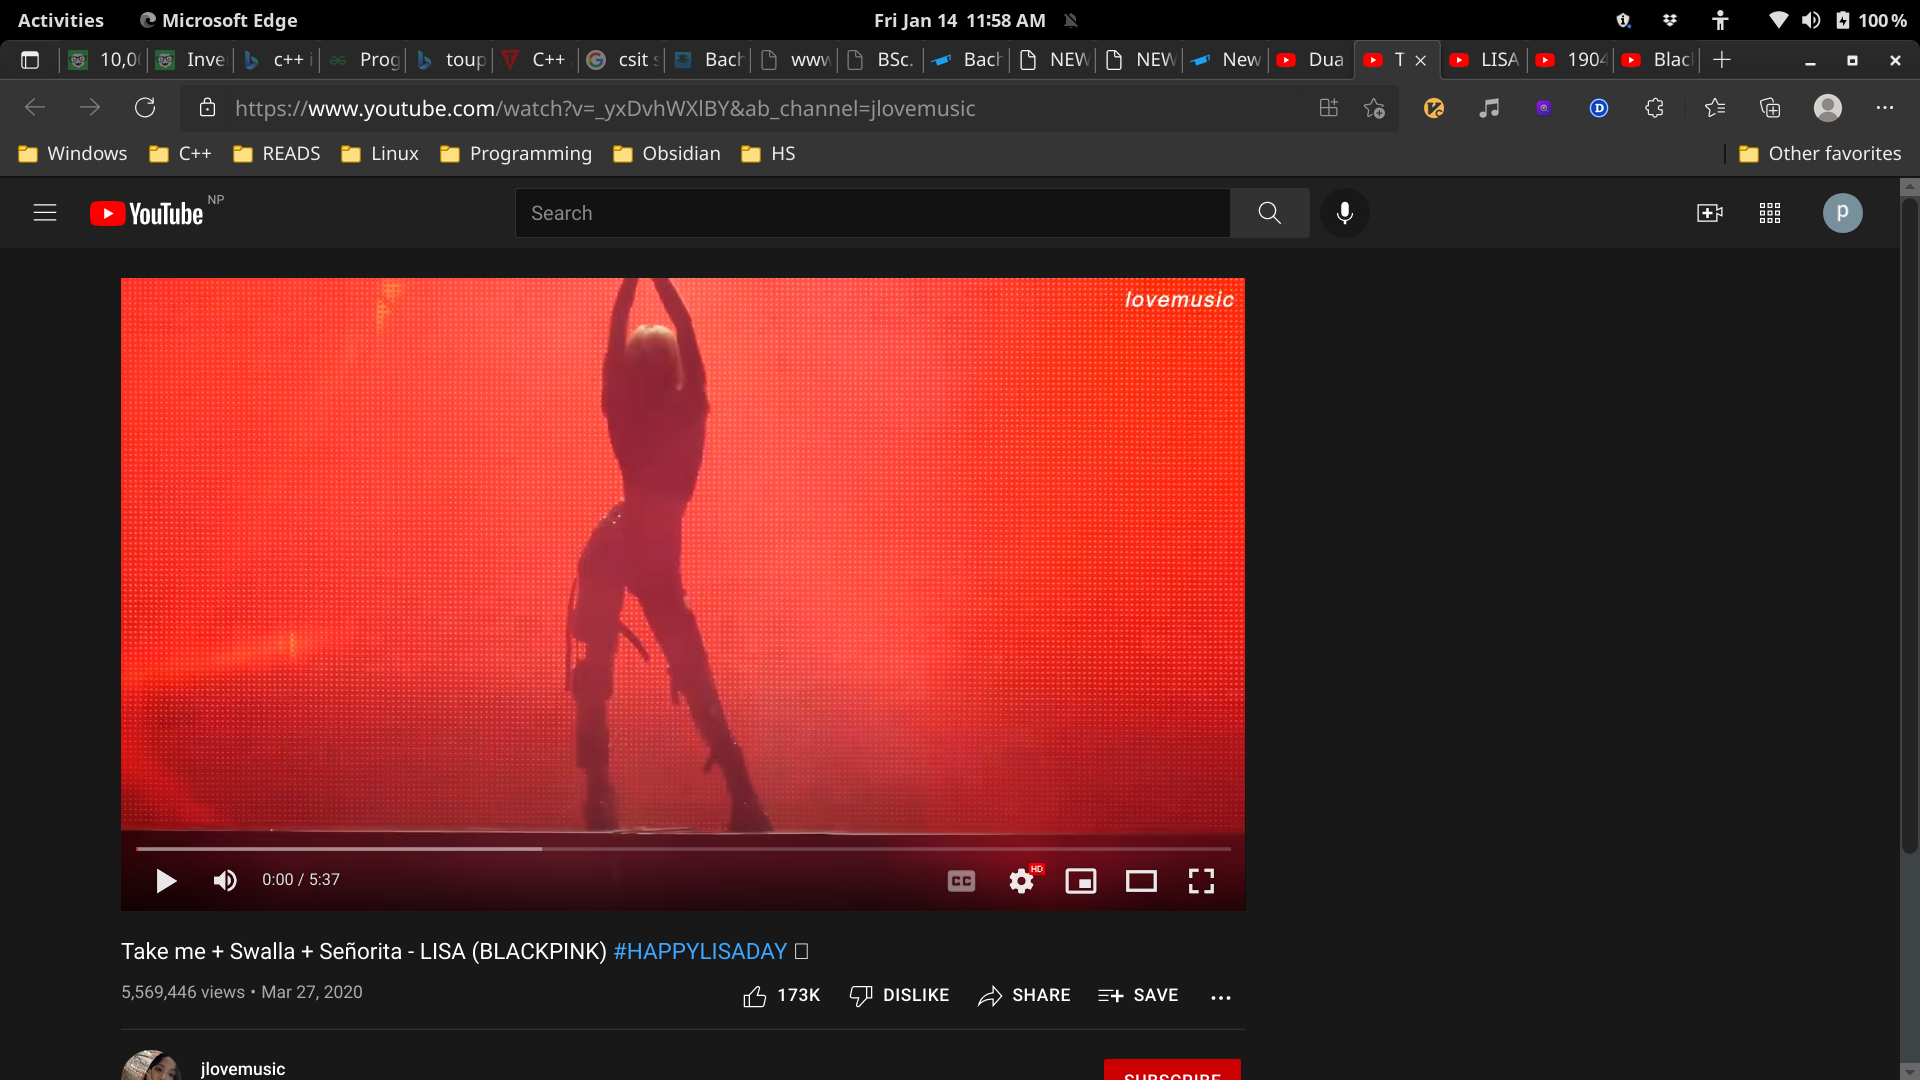 Activities Microsoft Edge Fri Jan 14 11:58 AM 100 %
10,0 Inve c++ i Prog toup C++ csit s Bach www BSc. Bach NEW NEW New Dua T LISA 1904 Blac
https://www.youtube.com/watch?v=_yxDvhWXlBY&ab_channel=jlovemusic
Windows C++ READS Linux Programming Obsidian HS Other favorites
YouTube NP Search p
lovemusic
0:00 / 5:37 CC HD
Take me + Swalla + Señorita - LISA (BLACKPINK) #HAPPYLISADAY
5,569,446 views • Mar 27, 2020 173K DISLIKE SHARE SAVE
jlovemusic
SUBSCRIBE